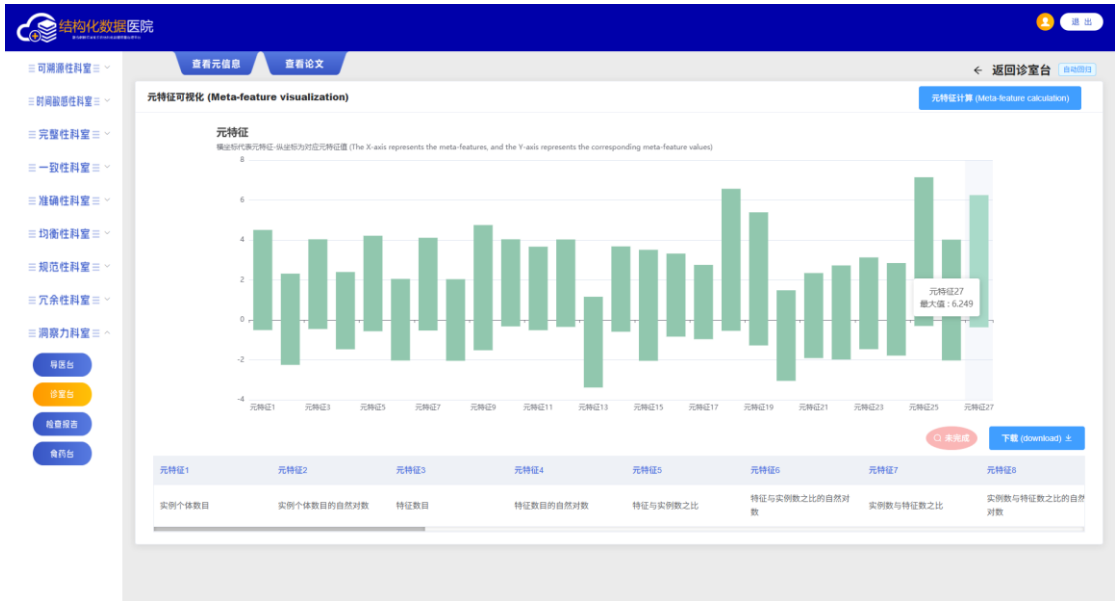 结构化数据医院
退 出
可溯源性科室
时间敏感性科室
完整性科室
一致性科室
准确性科室
均衡性科室
规范性科室
冗余性科室
洞察力科室
导医台
诊室台
检查报告
食药台
查看元信息 查看论文
← 返回诊室台 自动回归
元特征可视化 (Meta-feature visualization)
元特征计算 (Meta-feature calculation)
元特征
横坐标代表元特征-纵坐标为对应元特征值 (The X-axis represents the meta-features, and the Y-axis represents the corresponding meta-feature values)
8
6
4
2
0
-2
-4
元特征27
最大值 : 6.249
元特征1 元特征3 元特征5 元特征7 元特征9 元特征11 元特征13 元特征15 元特征17 元特征19 元特征21 元特征23 元特征25 元特征27
未完成 下载 (download)
元特征1 元特征2 元特征3 元特征4 元特征5 元特征6 元特征7 元特征8
实例个体数目 实例个体数目的自然对数 特征数目 特征数目的自然对数 特征与实例数之比 特征与实例数之比的自然对数 实例数与特征数之比 实例数与特征数之比的自然对数